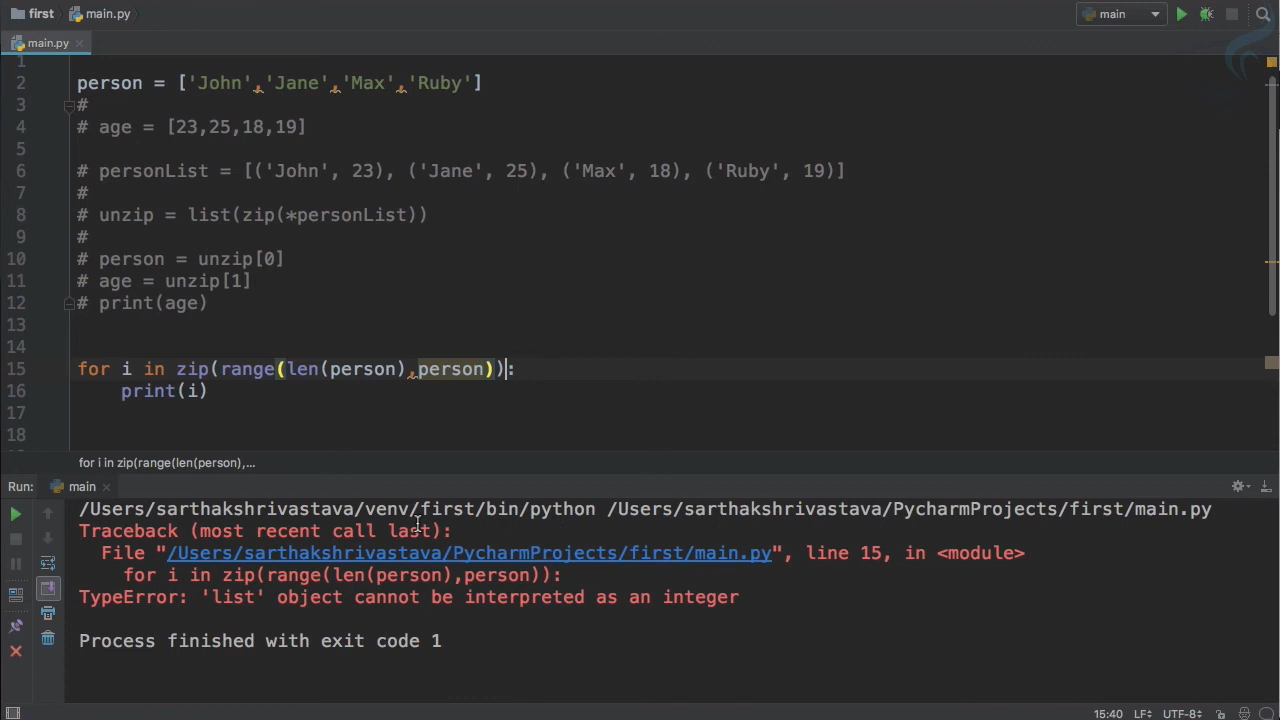 first main.py
main
main.py
1
2 person = ['John','Jane','Max','Ruby']
3 #
4 # age = [23,25,18,19]
5
6 # personList = [('John', 23), ('Jane', 25), ('Max', 18), ('Ruby', 19)]
7 #
8 # unzip = list(zip(*personList))
9 #
10 # person = unzip[0]
11 # age = unzip[1]
12 # print(age)
13
14
15 for i in zip(range(len(person),person)):
16     print(i)
17
18
for i in zip(range(len(person),...
Run: main
/Users/sarthakshrivastava/venv/first/bin/python /Users/sarthakshrivastava/PycharmProjects/first/main.py
Traceback (most recent call last):
  File "/Users/sarthakshrivastava/PycharmProjects/first/main.py", line 15, in <module>
    for i in zip(range(len(person),person)):
TypeError: 'list' object cannot be interpreted as an integer
Process finished with exit code 1
15:40 LF UTF-8